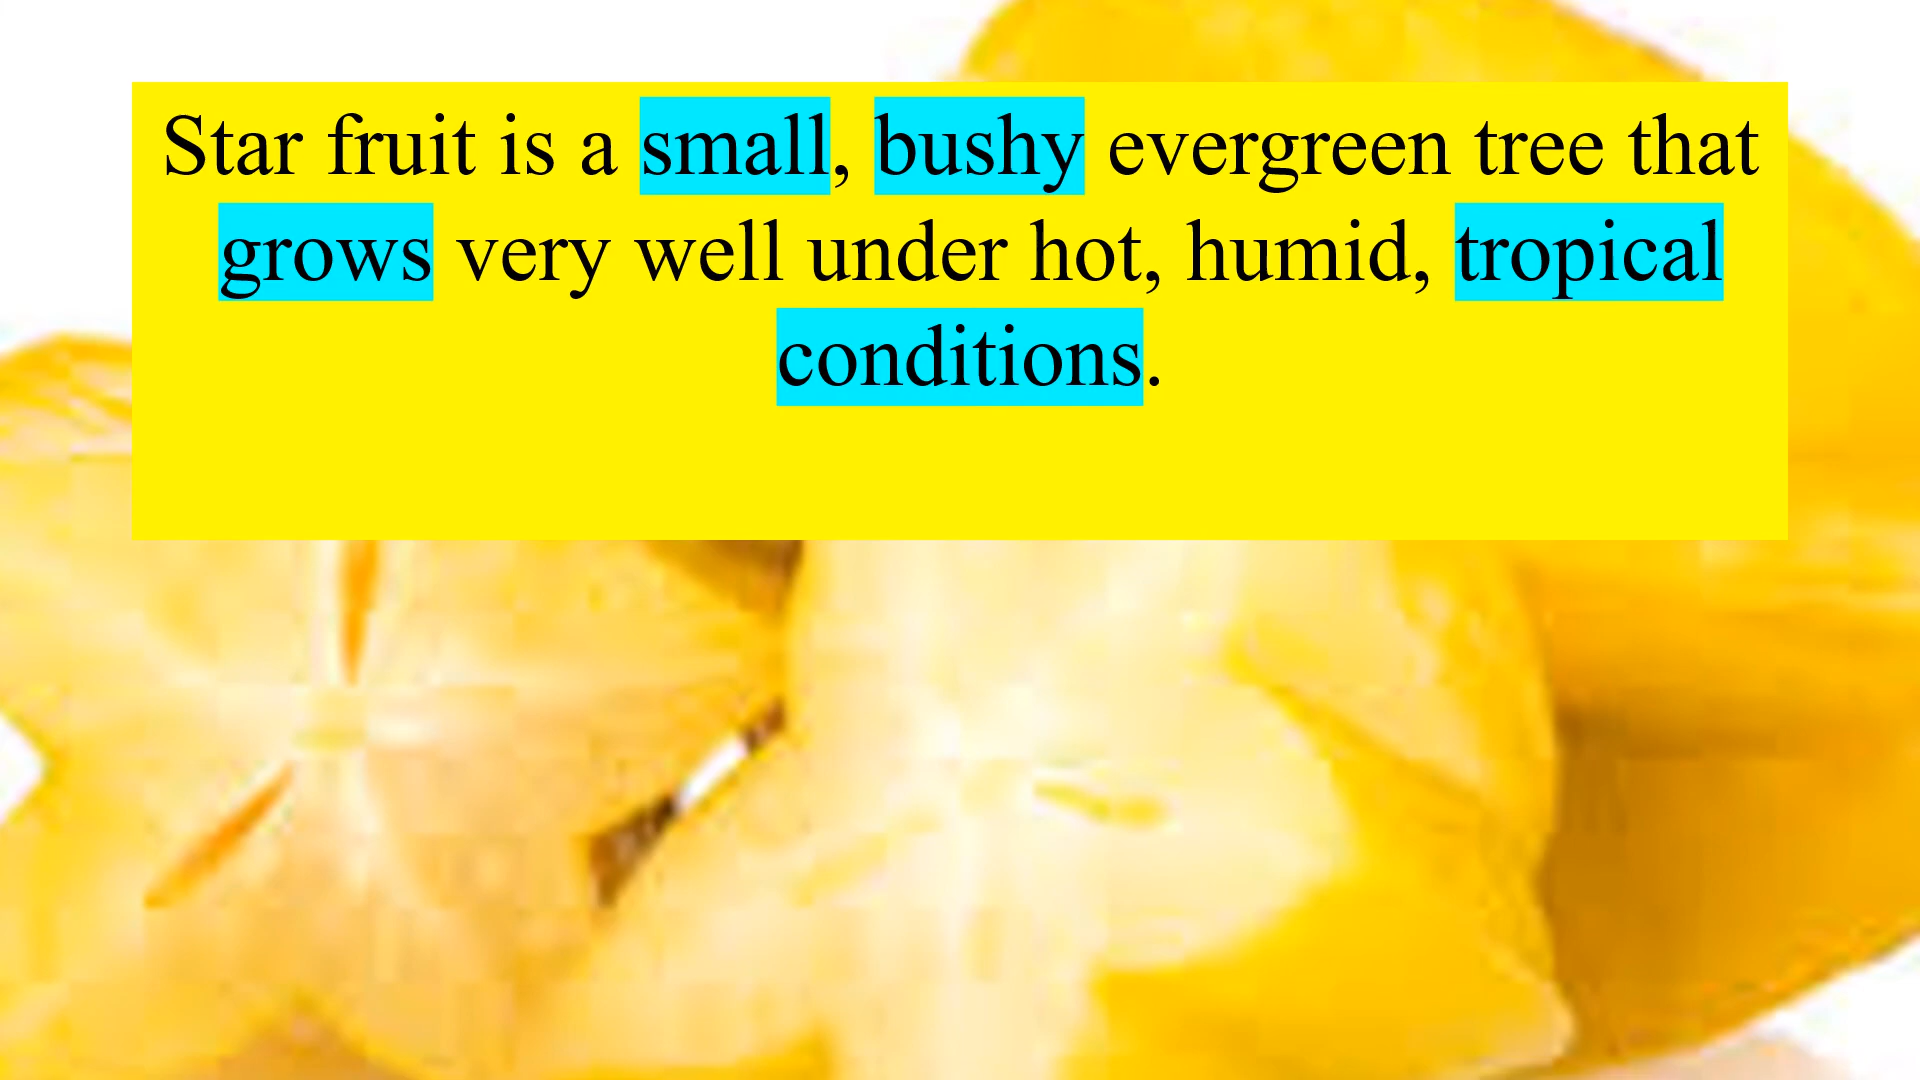 Star fruit is a small, bushy evergreen tree that
grows very well under hot, humid, tropical
conditions.